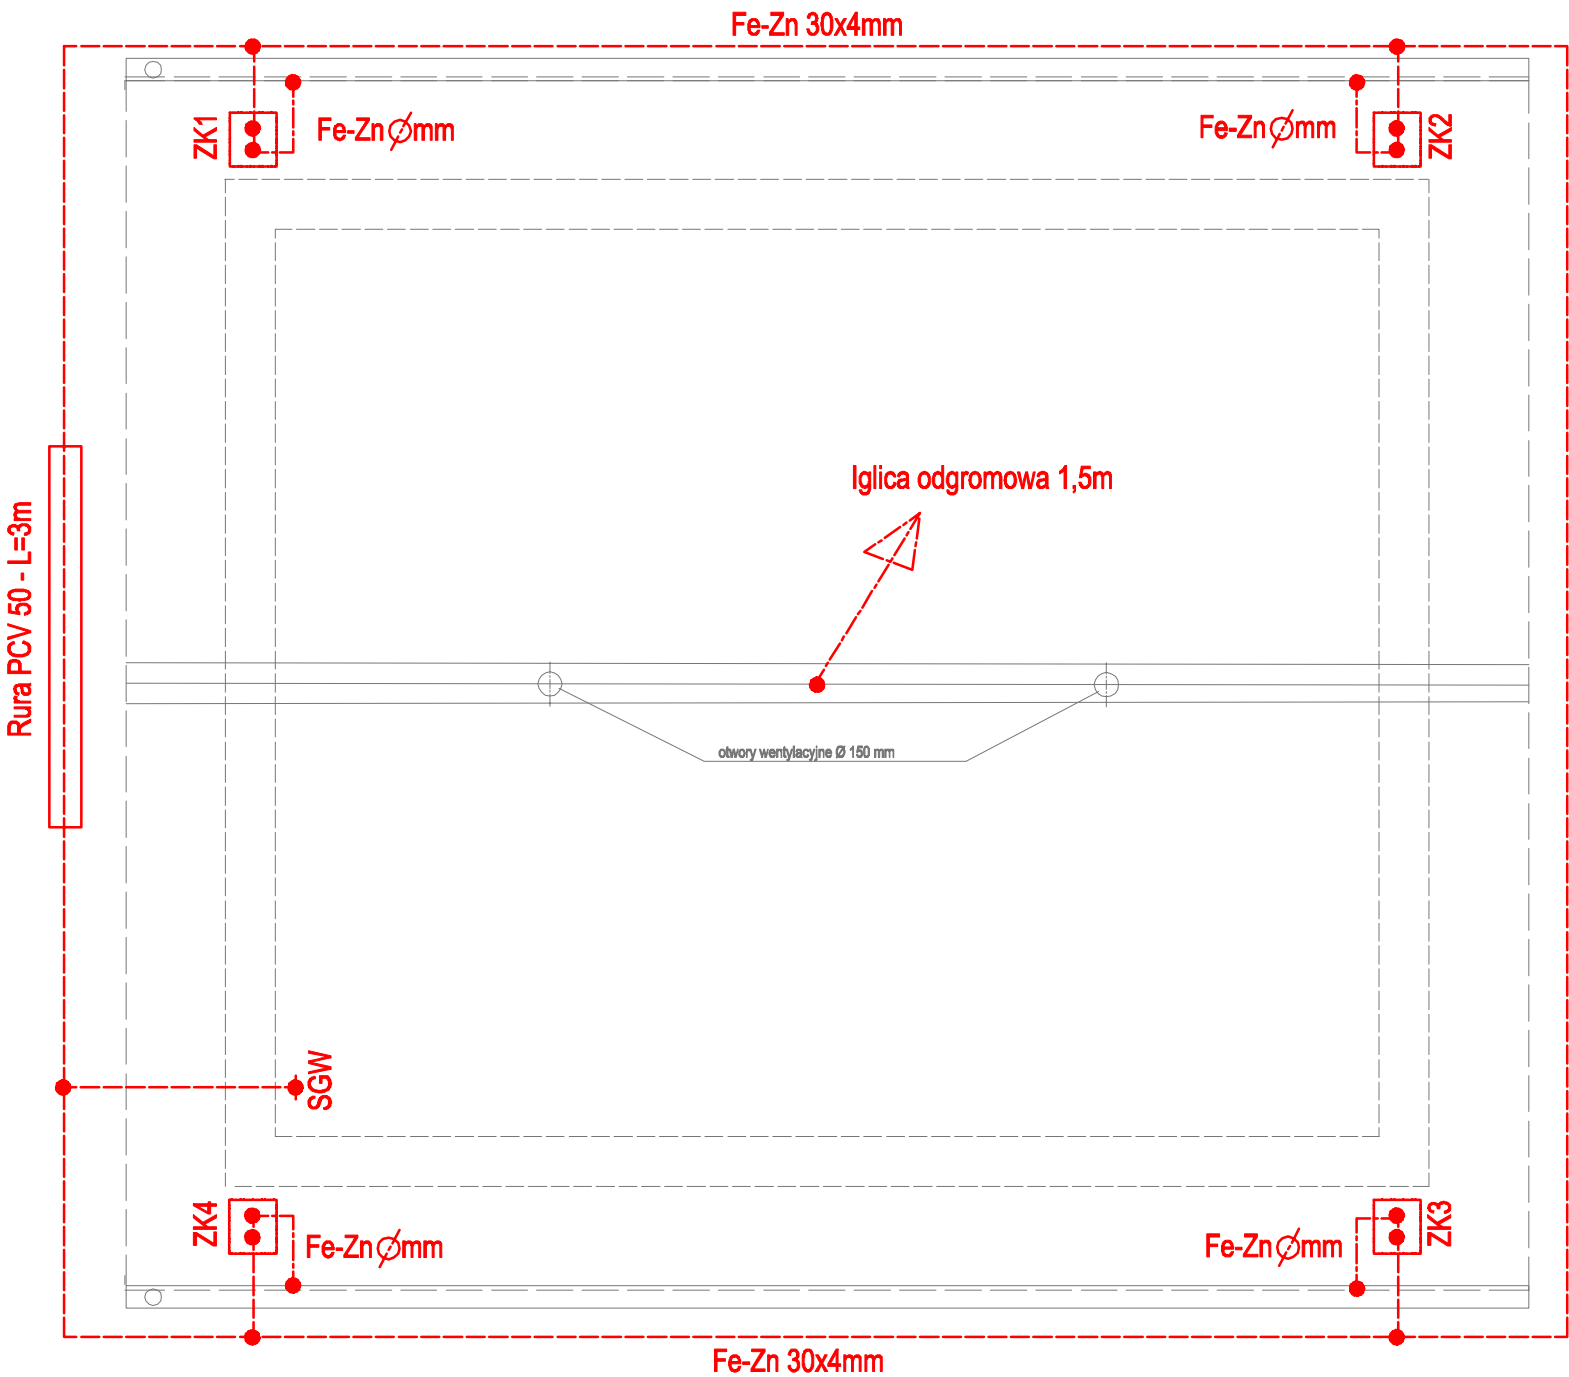 Fe-Zn 30x4mm
ZK1
Fe-Zn∅mm
Fe-Zn∅mm
ZK2
Iglica odgromowa 1,5m
Rura PCV 50 - L=3m
otwory wentylacyjne Ø 150 mm
SGW
ZK4
Fe-Zn∅mm
Fe-Zn∅mm
ZK3
Fe-Zn 30x4mm